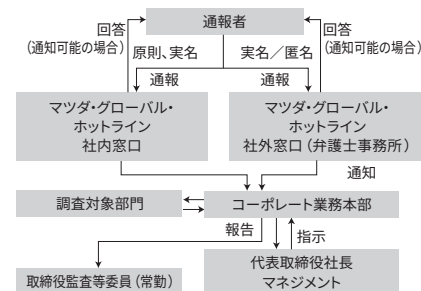 通報者
回答
(通知可能の場合)
回答
(通知可能の場合)
原則、実名
実名／匿名
通報
通報
マツダ・グローバル・
ホットライン
社内窓口
マツダ・グローバル・
ホットライン
社外窓口（弁護士事務所）
通知
調査対象部門
コーポレート業務本部
報告
指示
取締役監査等委員（常勤）
代表取締役社長
マネジメント